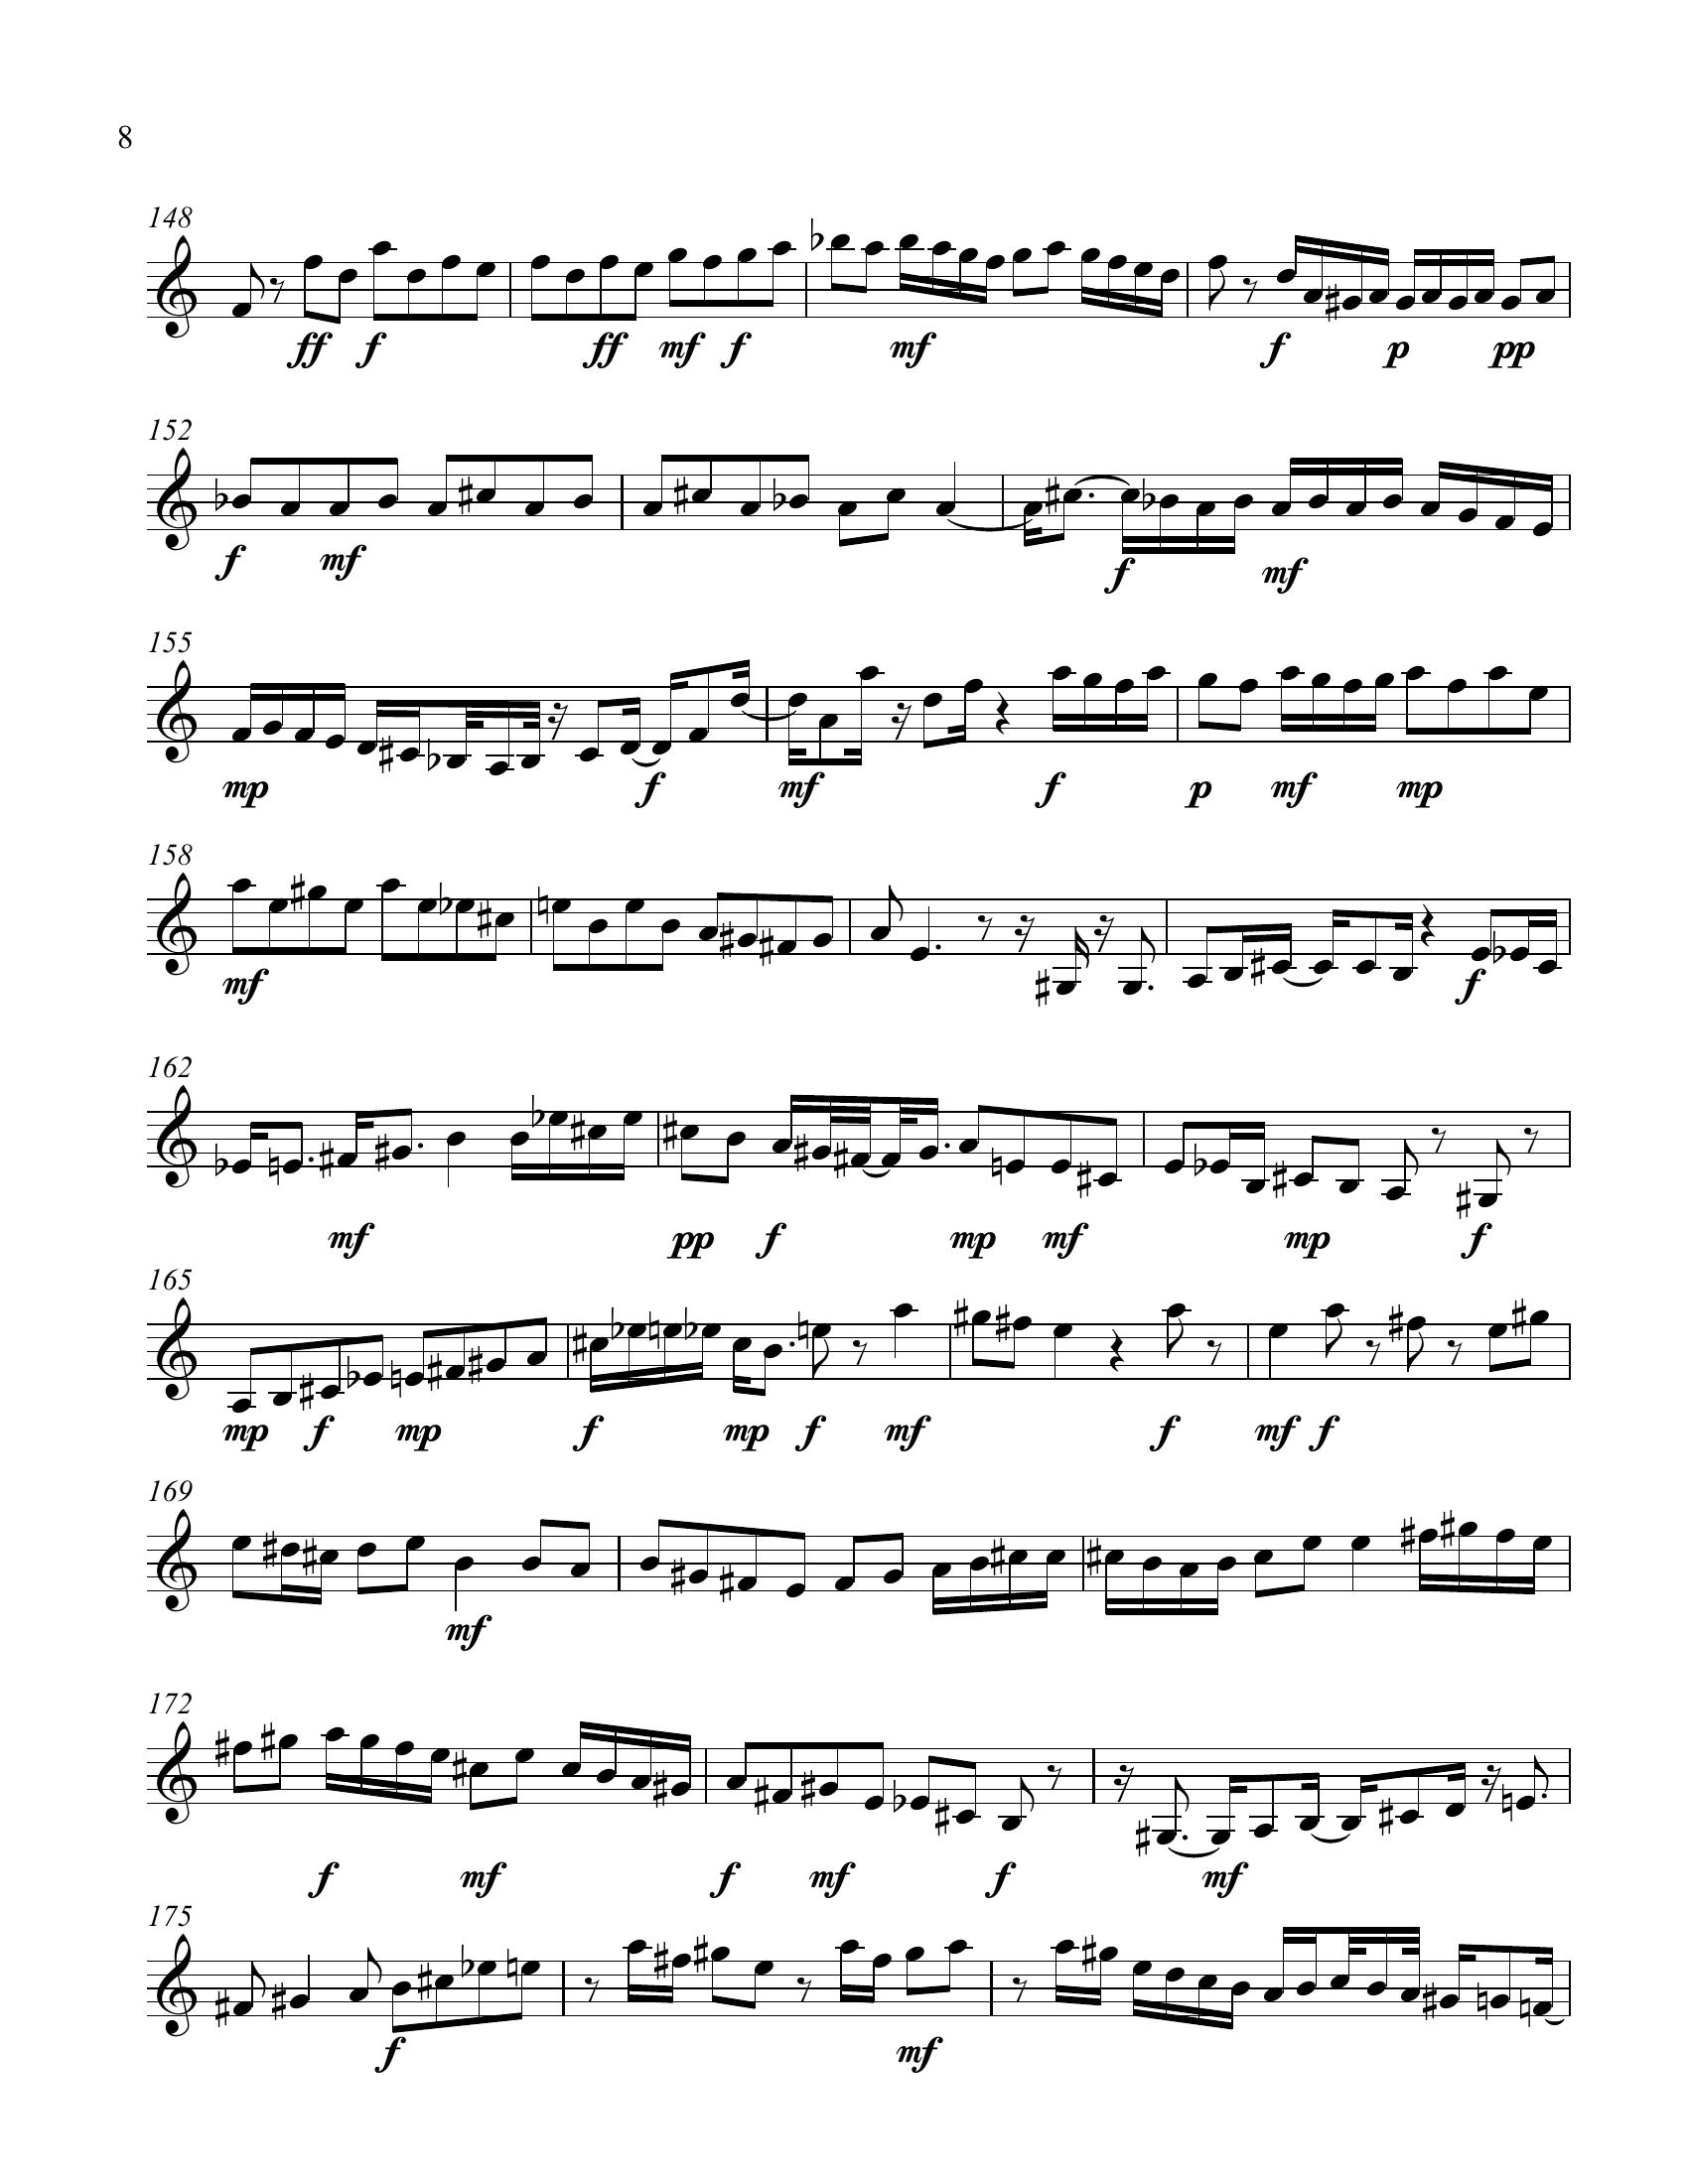 8
148
ff f ff mf f mf f p pp
152
f mf f mf
155
mp f mf f p mf mp
158
mf f
162
mf pp f mp mf mp f
165
mp f mp f mp f mf f mf f
169
mf
172
f mf f mf f mf
175
f mf